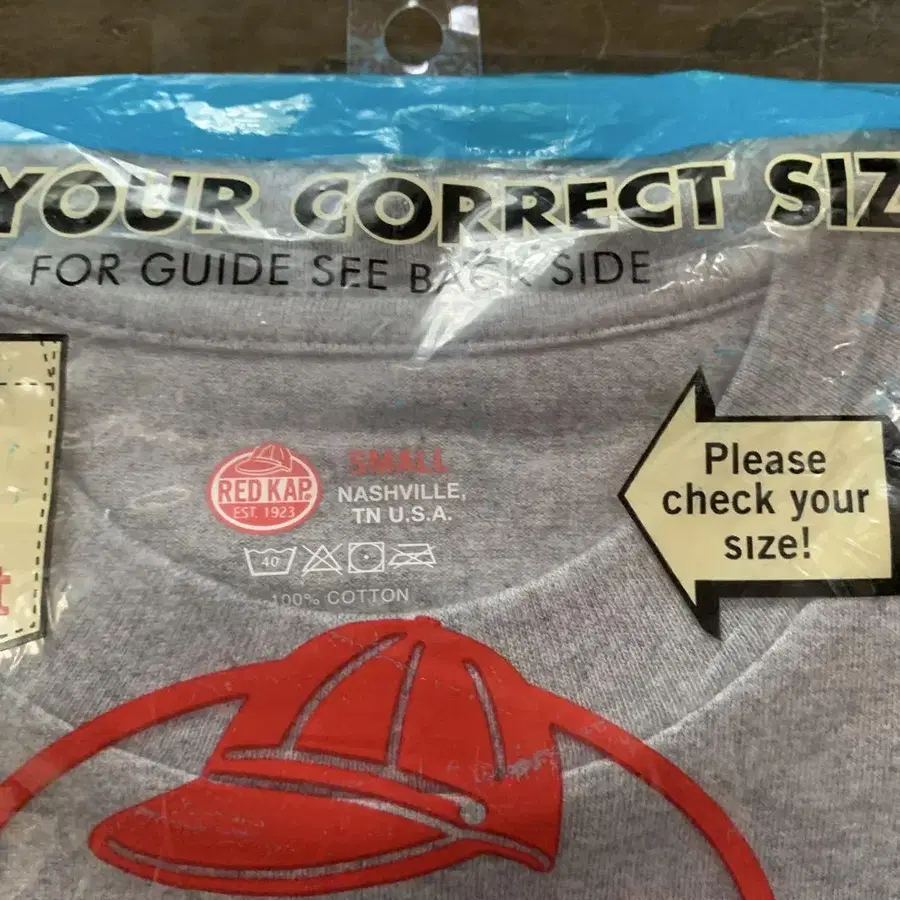 YOUR CORRECT SIZ
FOR GUIDE SEE BACK SIDE
Please
check your
size!
RED KAP®
EST. 1923
SMALL
NASHVILLE,
TN U.S.A.
40
100% COTTON
t